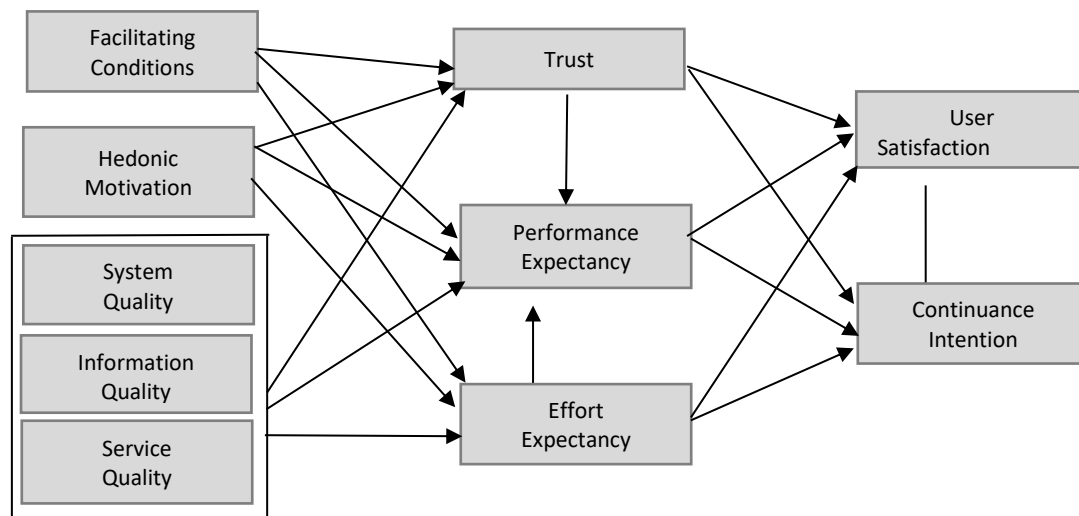 Facilitating
Conditions
Hedonic
Motivation
System
Quality
Information
Quality
Service
Quality
Trust
Performance
Expectancy
Effort
Expectancy
User
Satisfaction
Continuance
Intention